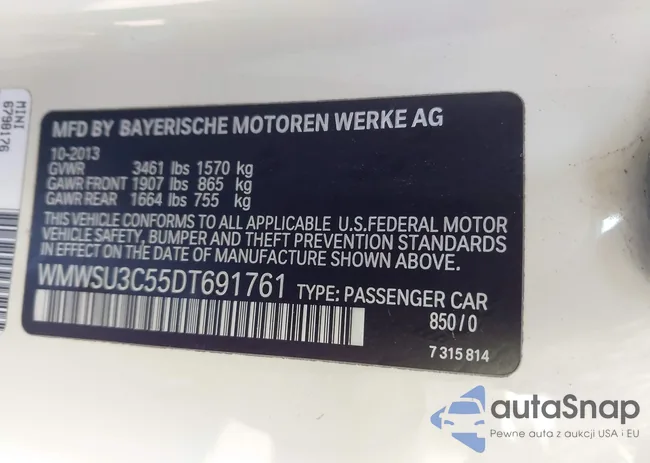 MINI
6798176
MFD BY BAYERISCHE MOTOREN WERKE AG
10-2013
GVWR 3461 lbs 1570 kg
GAWR FRONT 1907 lbs 865 kg
GAWR REAR 1664 lbs 755 kg
THIS VEHICLE CONFORMS TO ALL APPLICABLE U.S.FEDERAL MOTOR
VEHICLE SAFETY, BUMPER AND THEFT PREVENTION STANDARDS
IN EFFECT ON THE DATE OF MANUFACTURE SHOWN ABOVE.
WMWSU3C55DT691761 TYPE: PASSENGER CAR
850/0
7 315 814
autaSnap
Pewne auta z aukcji USA i EU